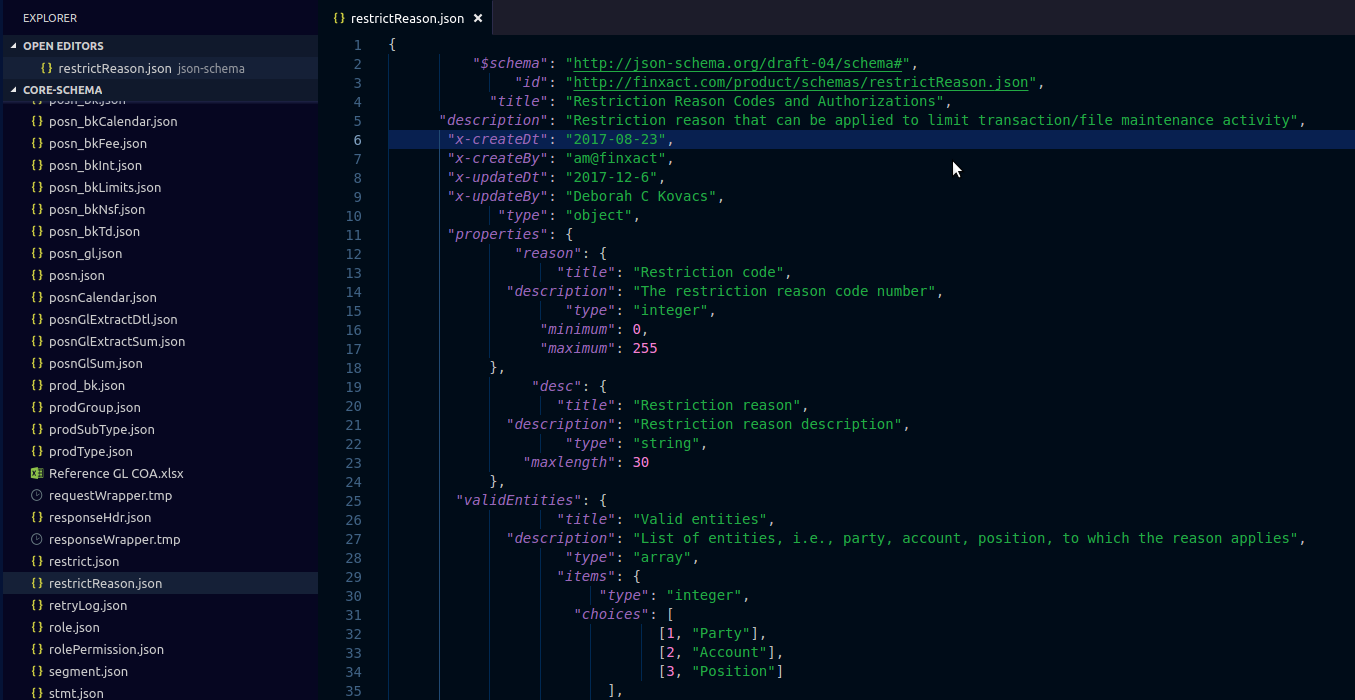 EXPLORER
OPEN EDITORS
{} restrictReason.json json-schema
CORE-SCHEMA
{} posn_bk.json
{} posn_bkCalendar.json
{} posn_bkFee.json
{} posn_bkInt.json
{} posn_bkLimits.json
{} posn_bkNsf.json
{} posn_bkTd.json
{} posn_gl.json
{} posn.json
{} posnCalendar.json
{} posnGlExtractDtl.json
{} posnGlExtractSum.json
{} posnGlSum.json
{} prod_bk.json
{} prodGroup.json
{} prodSubType.json
{} prodType.json
Reference GL COA.xlsx
requestWrapper.tmp
{} responseHdr.json
responseWrapper.tmp
{} restrict.json
{} restrictReason.json
{} retryLog.json
{} role.json
{} rolePermission.json
{} segment.json
{} stmt.json
{} restrictReason.json ×
1 {
2 "$schema": "http://json-schema.org/draft-04/schema#",
3 "id": "http://finxact.com/product/schemas/restrictReason.json",
4 "title": "Restriction Reason Codes and Authorizations",
5 "description": "Restriction reason that can be applied to limit transaction/file maintenance activity",
6 "x-createDt": "2017-08-23",
7 "x-createBy": "am@finxact",
8 "x-updateDt": "2017-12-6",
9 "x-updateBy": "Deborah C Kovacs",
10 "type": "object",
11 "properties": {
12 "reason": {
13 "title": "Restriction code",
14 "description": "The restriction reason code number",
15 "type": "integer",
16 "minimum": 0,
17 "maximum": 255
18 },
19 "desc": {
20 "title": "Restriction reason",
21 "description": "Restriction reason description",
22 "type": "string",
23 "maxlength": 30
24 },
25 "validEntities": {
26 "title": "Valid entities",
27 "description": "List of entities, i.e., party, account, position, to which the reason applies",
28 "type": "array",
29 "items": {
30 "type": "integer",
31 "choices": [
32 [1, "Party"],
33 [2, "Account"],
34 [3, "Position"]
35 ],